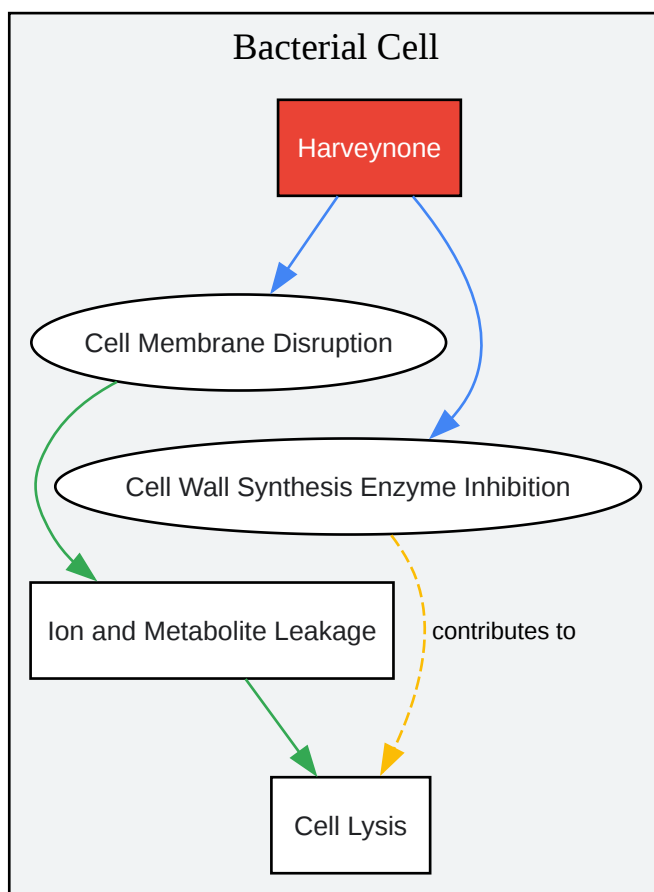 Bacterial Cell
Harveynone
Cell Membrane Disruption
Cell Wall Synthesis Enzyme Inhibition
Ion and Metabolite Leakage
contributes to
Cell Lysis